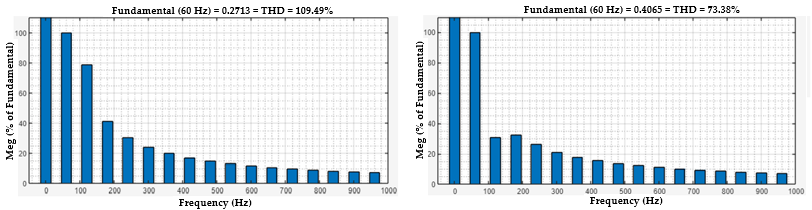 Fundamental (60 Hz) = 0.2713 = THD = 109.49%
Meg (% of Fundamental)
100
80
60
40
20
0
0 100 200 300 400 500 600 700 800 900 1000
Frequency (Hz)
Fundamental (60 Hz) = 0.4065 = THD = 73.38%
Meg (% of Fundamental)
100
80
60
40
20
0
0 100 200 300 400 500 600 700 800 900 1000
Frequency (Hz)